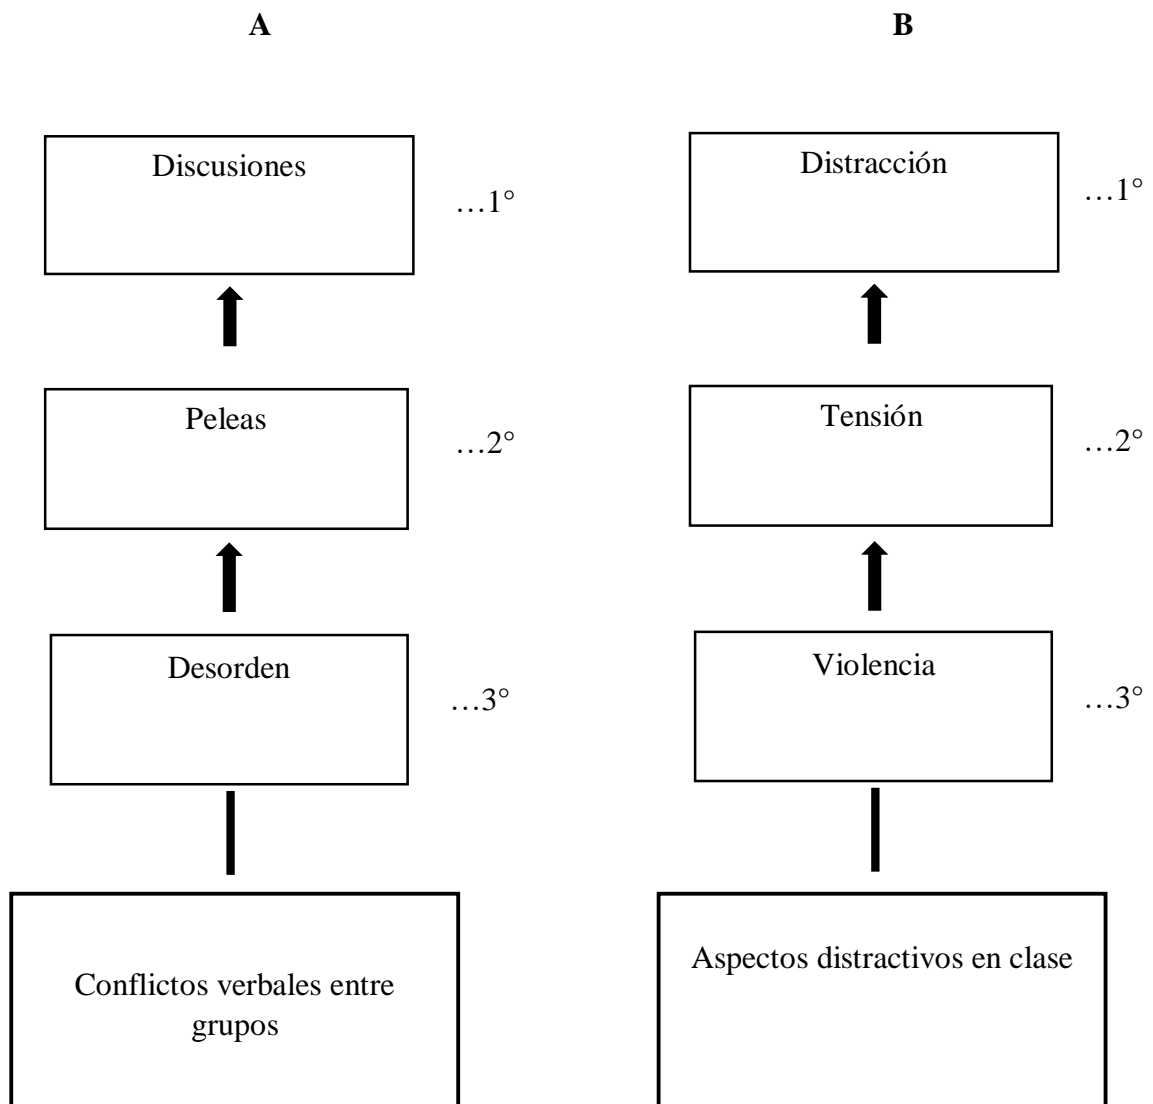 A
B
Discusiones
…1°
Distracción
…1°
Peleas
…2°
Tensión
…2°
Desorden
…3°
Violencia
…3°
Conflictos verbales entre
grupos
Aspectos distractivos en clase